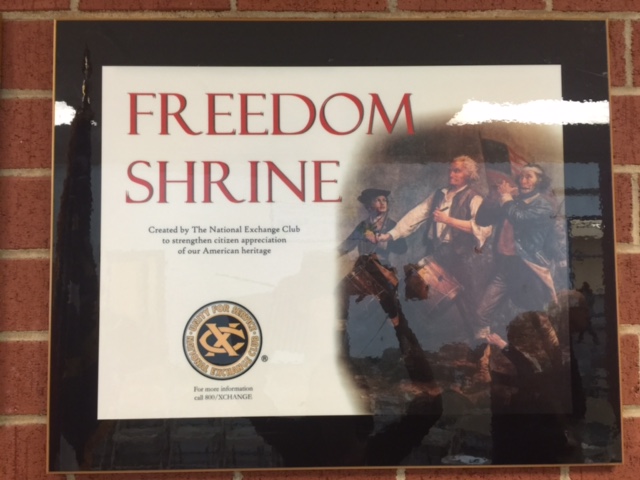 FREEDOM
SHRINE
Created by The National Exchange Club
to strengthen citizen appreciation
of our American heritage
UNITY FOR SERVICE
XC
NATIONAL EXCHANGE CLUB
®
For more information
call 800/XCHANGE